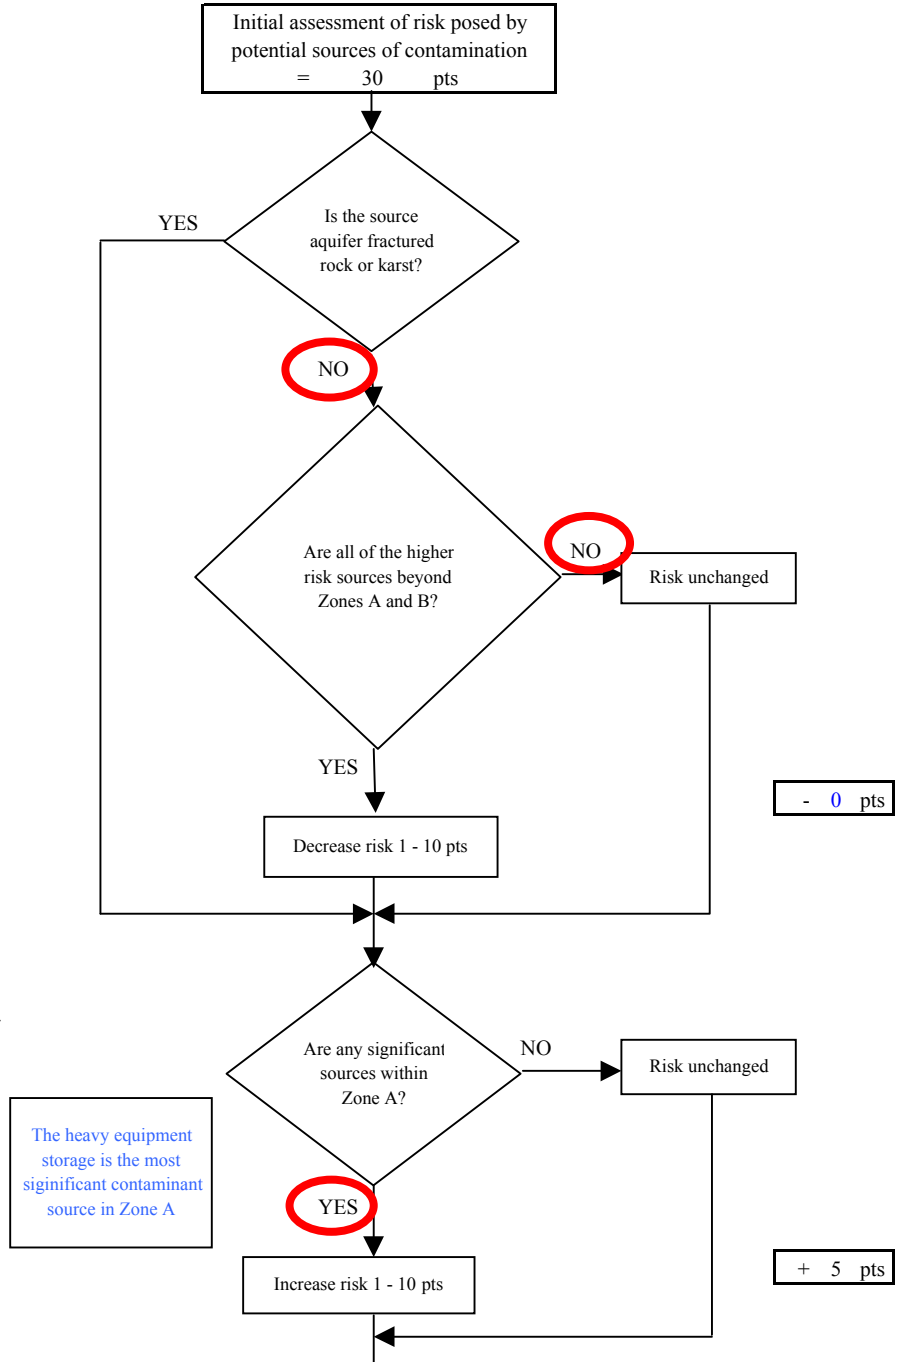 Initial assessment of risk posed by
potential sources of contamination
= 30 pts
YES
Is the source
aquifer fractured
rock or karst?
NO
Are all of the higher
risk sources beyond
Zones A and B?
NO
Risk unchanged
YES
- 0 pts
Decrease risk 1 - 10 pts
Are any significant
sources within
Zone A?
NO
Risk unchanged
The heavy equipment
storage is the most
siginificant contaminant
source in Zone A
YES
+ 5 pts
Increase risk 1 - 10 pts